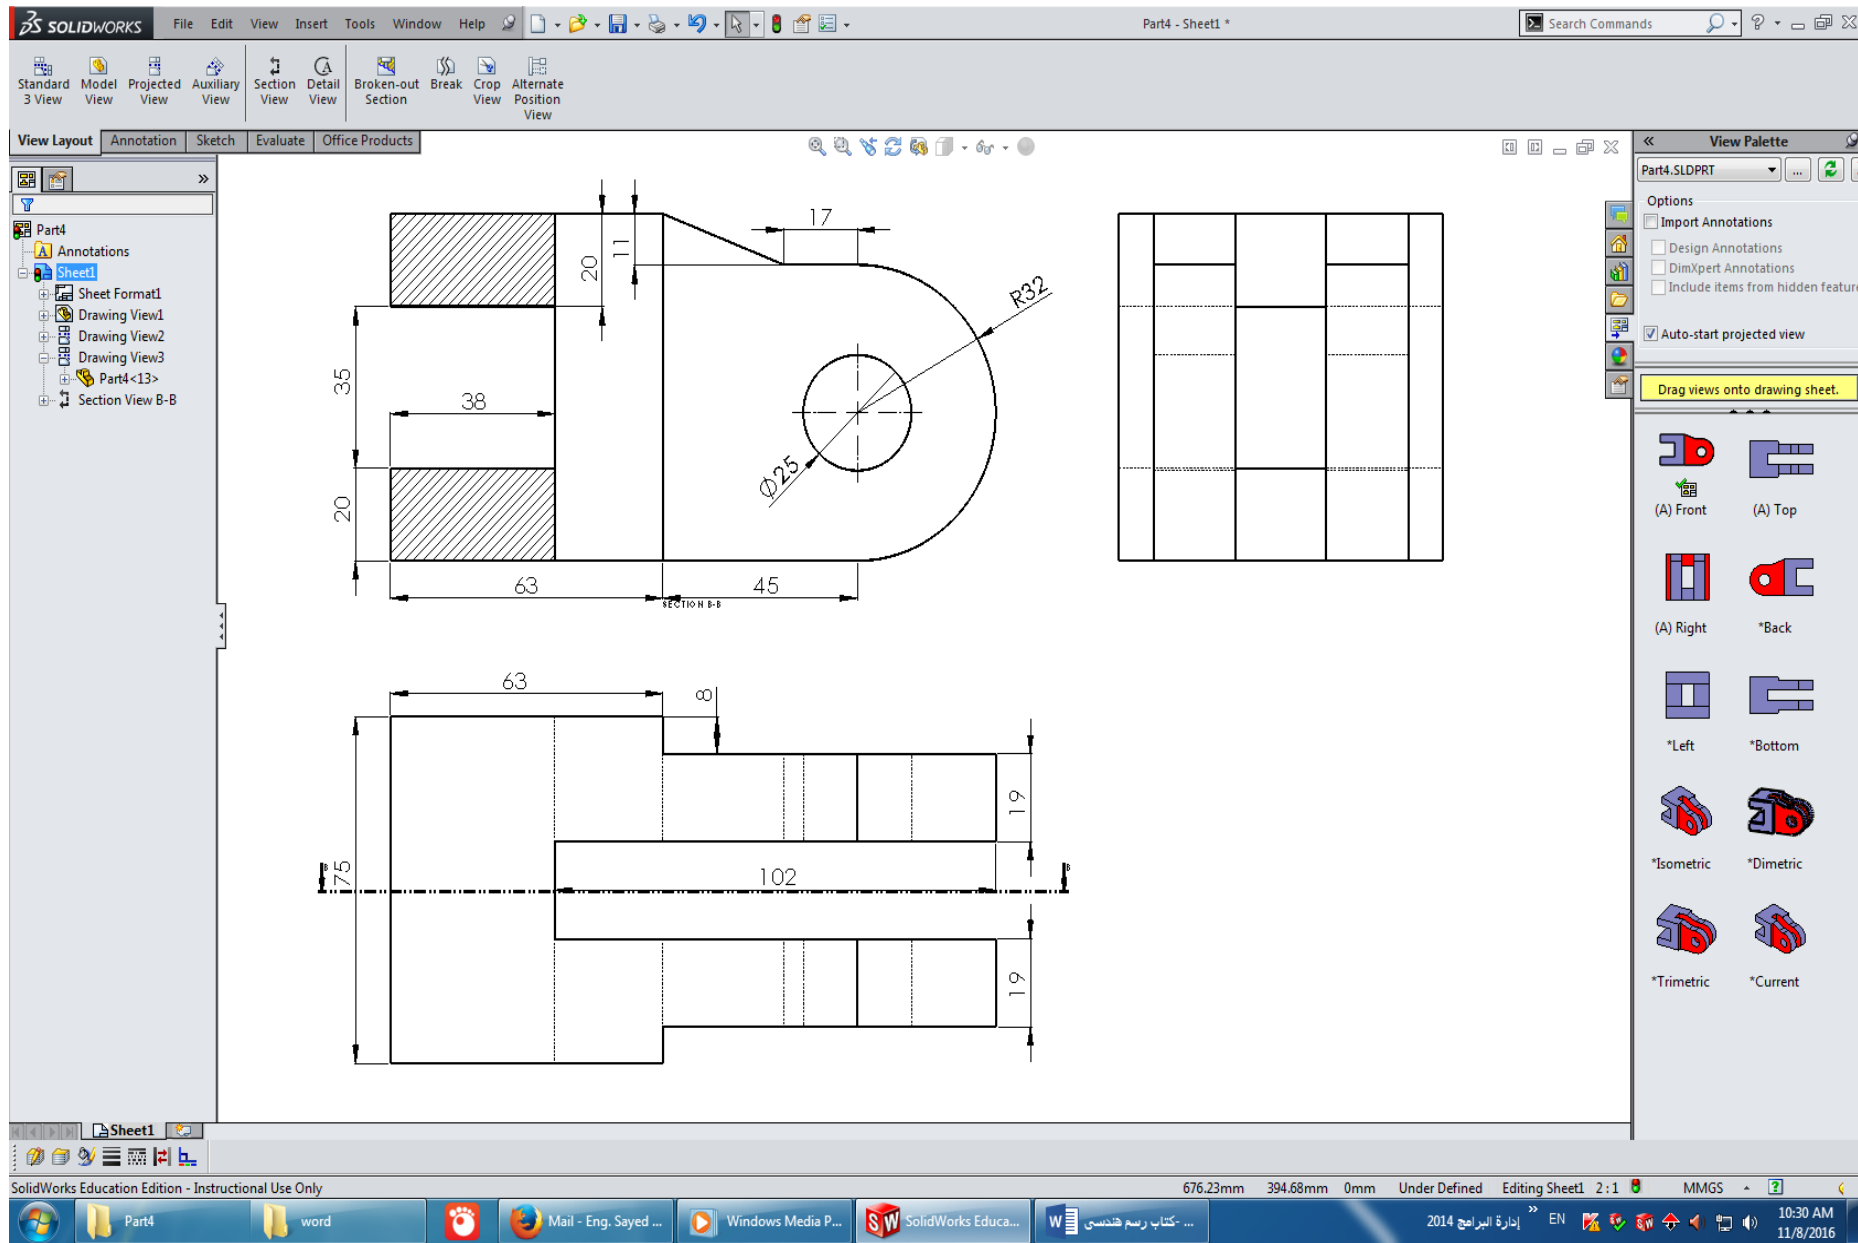 SOLIDWORKS File Edit View Insert Tools Window Help Part4 - Sheet1 * Search Commands
Standard 3 View
Model View
Projected View
Auxiliary View
Section View
Detail View
Broken-out Section
Break
Crop View
Alternate Position View
View Layout Annotation Sketch Evaluate Office Products
Part4
Annotations
Sheet1
Sheet Format1
Drawing View1
Drawing View2
Drawing View3
Part4<13>
Section View B-B
17
11
20
R32
35
38
Ø25
20
63
45
SECTION B-B
63
8
19
75
B
B
102
19
View Palette
Part4.SLDPRT
...
Options
Import Annotations
Design Annotations
DimXpert Annotations
Include items from hidden feature
Auto-start projected view
Drag views onto drawing sheet.
(A) Front (A) Top
(A) Right *Back
*Left *Bottom
*Isometric *Dimetric
*Trimetric *Current
Sheet1
SolidWorks Education Edition - Instructional Use Only 676.23mm 394.68mm 0mm Under Defined Editing Sheet1 2:1 MMGS
Part4 word Mail - Eng. Sayed ... Windows Media P... SolidWorks Educa... كتاب رسم هندسى- ... إدارة البرامج 2014 EN 10:30 AM
11/8/2016